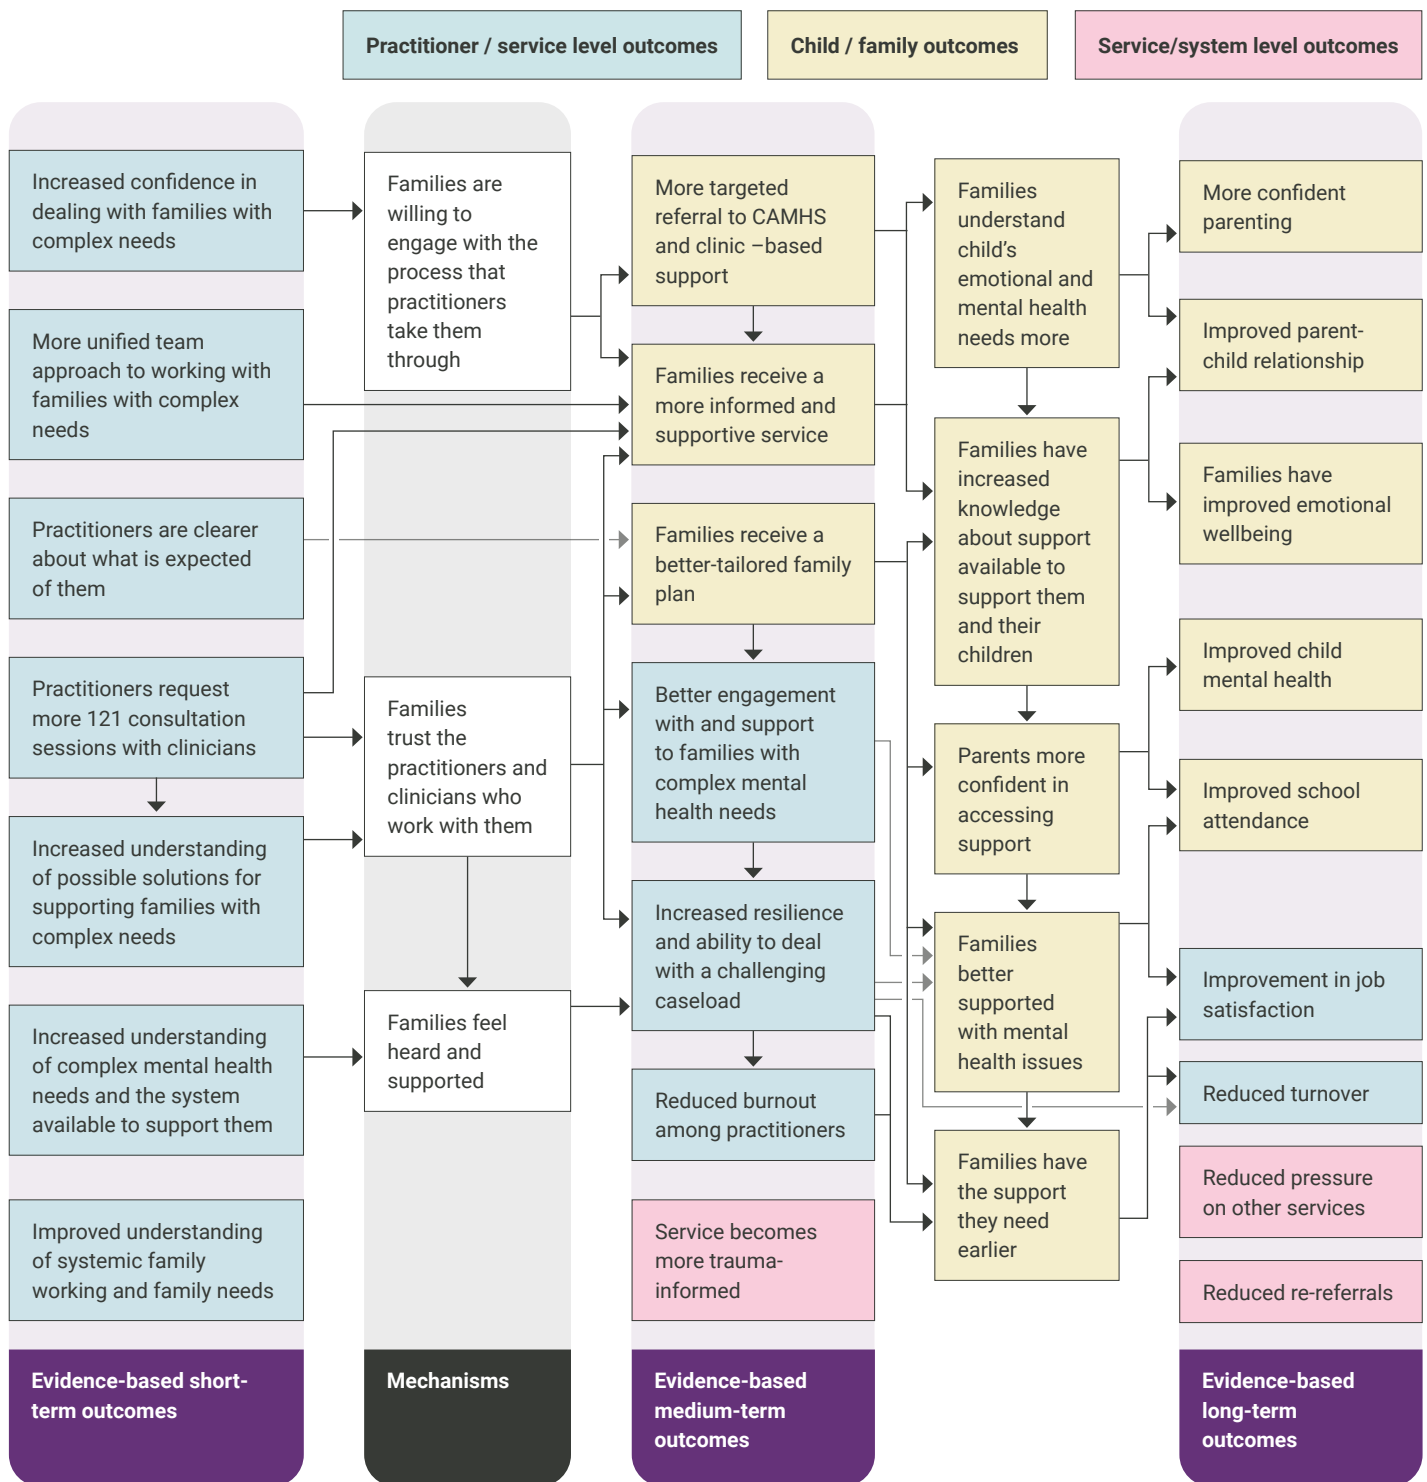 Practitioner / service level outcomes
Child / family outcomes
Service/system level outcomes
Increased confidence in
dealing with families with
complex needs
More unified team
approach to working with
families with complex
needs
Practitioners are clearer
about what is expected
of them
Practitioners request
more 121 consultation
sessions with clinicians
Increased understanding
of possible solutions for
supporting families with
complex needs
Increased understanding
of complex mental health
needs and the system
available to support them
Improved understanding
of systemic family
working and family needs
Evidence-based short-
term outcomes
Families are
willing to
engage with the
process that
practitioners
take them
through
Families
trust the
practitioners and
clinicians who
work with them
Families feel
heard and
supported
Mechanisms
More targeted
referral to CAMHS
and clinic –based
support
Families receive a
more informed and
supportive service
Families receive a
better-tailored family
plan
Better engagement
with and support
to families with
complex mental
health needs
Increased resilience
and ability to deal
with a challenging
caseload
Reduced burnout
among practitioners
Service becomes
more trauma-
informed
Evidence-based
medium-term
outcomes
Families
understand
child's
emotional and
mental health
needs more
Families have
increased
knowledge
about support
available to
support them
and their
children
Parents more
confident in
accessing
support
Families
better
supported
with mental
health issues
Families have
the support
they need
earlier
More confident
parenting
Improved parent-
child relationship
Families have
improved emotional
wellbeing
Improved child
mental health
Improved school
attendance
Improvement in job
satisfaction
Reduced turnover
Reduced pressure
on other services
Reduced re-referrals
Evidence-based
long-term
outcomes